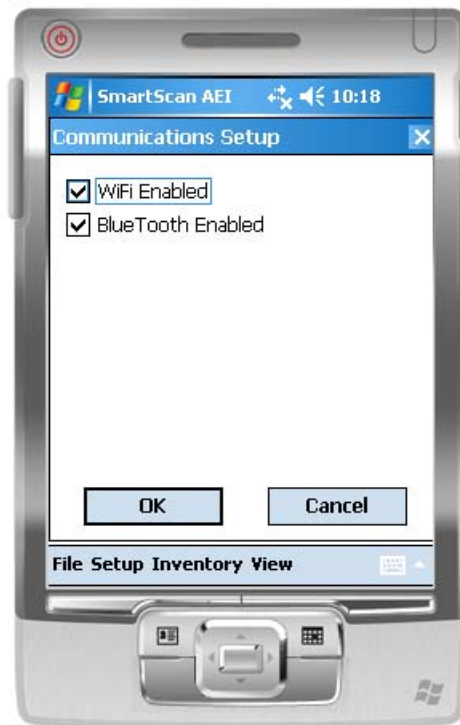 SmartScan AEI 10:18
Communications Setup
WiFi Enabled
BlueTooth Enabled
OK Cancel
File Setup Inventory View